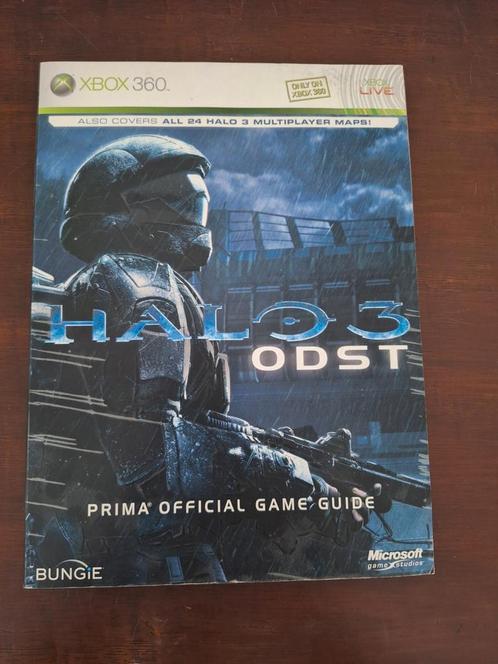 XBOX 360.
ONLY ON
XBOX 360
XBOX
LIVE
ALSO COVERS ALL 24 HALO 3 MULTIPLAYER MAPS!
HALO 3
ODST
PRIMA® OFFICIAL GAME GUIDE
BUNGiE
Microsoft
game studios